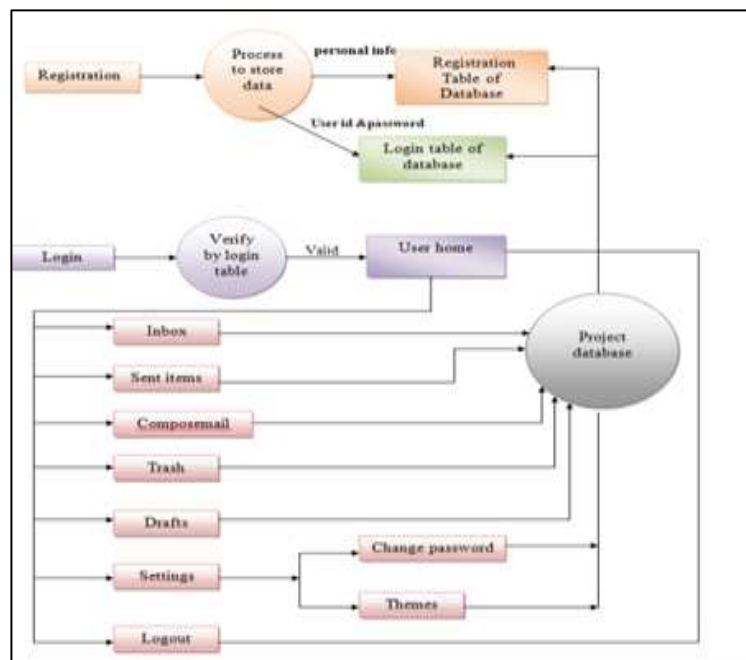 Process
to store
data
personal info
Registration
Registration
Table of
Database
User id &password
Login table of
database
Verify
by login
table
Valid
User home
Login
Inbox
Project
database
Sent items
Composemail
Trash
Drafts
Change password
Settings
Themes
Logout